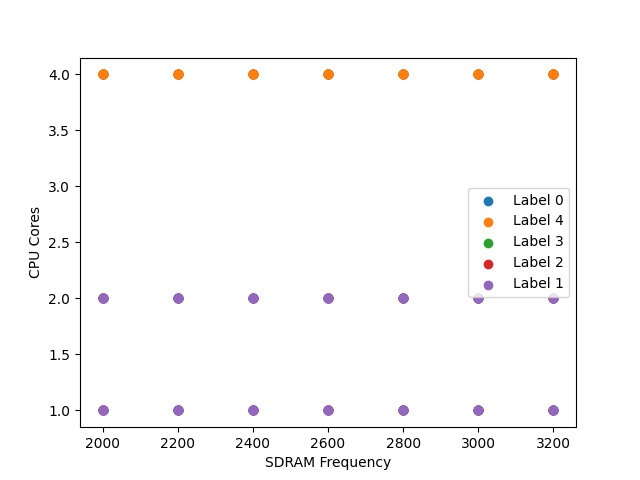 4.0
3.5
3.0
2.5
2.0
1.5
1.0
CPU Cores
2000 2200 2400 2600 2800 3000 3200
SDRAM Frequency
Label 0
Label 4
Label 3
Label 2
Label 1